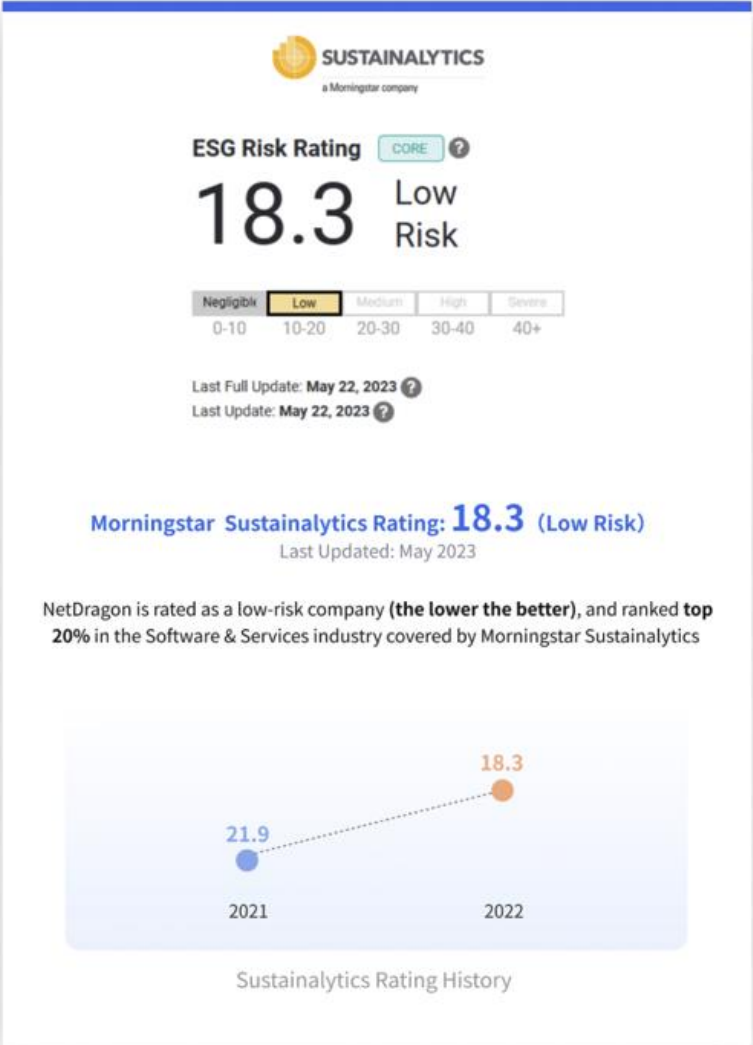 SUSTAINALYTICS
a Morningstar company
ESG Risk Rating CORE ?
18.3 Low
Risk
Negligible Low Medium High Severe
0-10 10-20 20-30 30-40 40+
Last Full Update: May 22, 2023 ?
Last Update: May 22, 2023 ?
Morningstar Sustainalytics Rating: 18.3 (Low Risk)
Last Updated: May 2023
NetDragon is rated as a low-risk company (the lower the better), and ranked top
20% in the Software & Services industry covered by Morningstar Sustainalytics
18.3
21.9
2021 2022
Sustainalytics Rating History